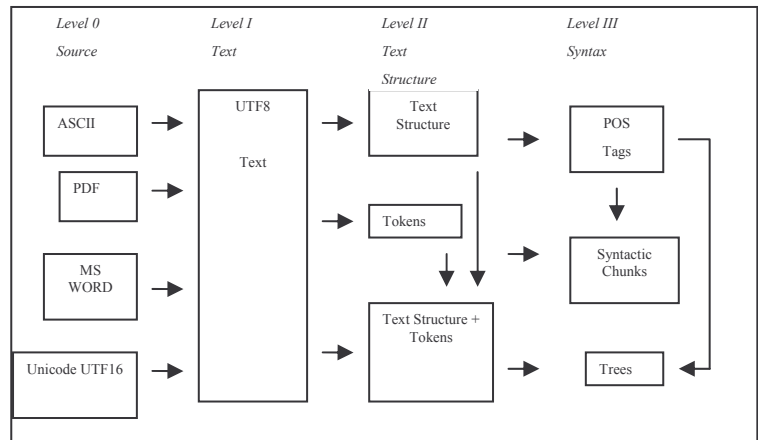 Level 0
Source
Level I
Text
Level II
Text
Structure
Level III
Syntax
ASCII
PDF
MS
WORD
Unicode UTF16
UTF8
Text
Text
Structure
Tokens
Text Structure +
Tokens
POS
Tags
Syntactic
Chunks
Trees